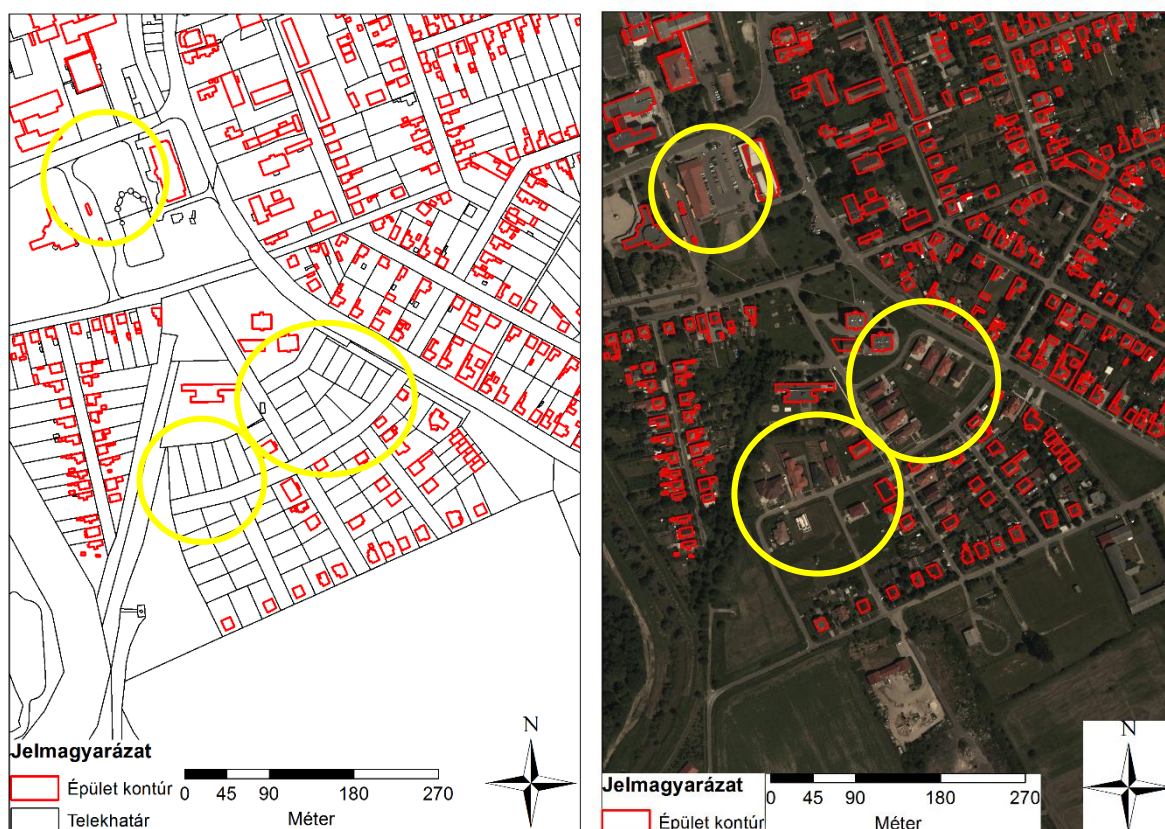 N
Jelmagyarázat
Épület kontúr
Telekhatár
0 45 90 180 270
Méter
N
Jelmagyarázat
Épület kontúr
0 45 90 180 270
Méter